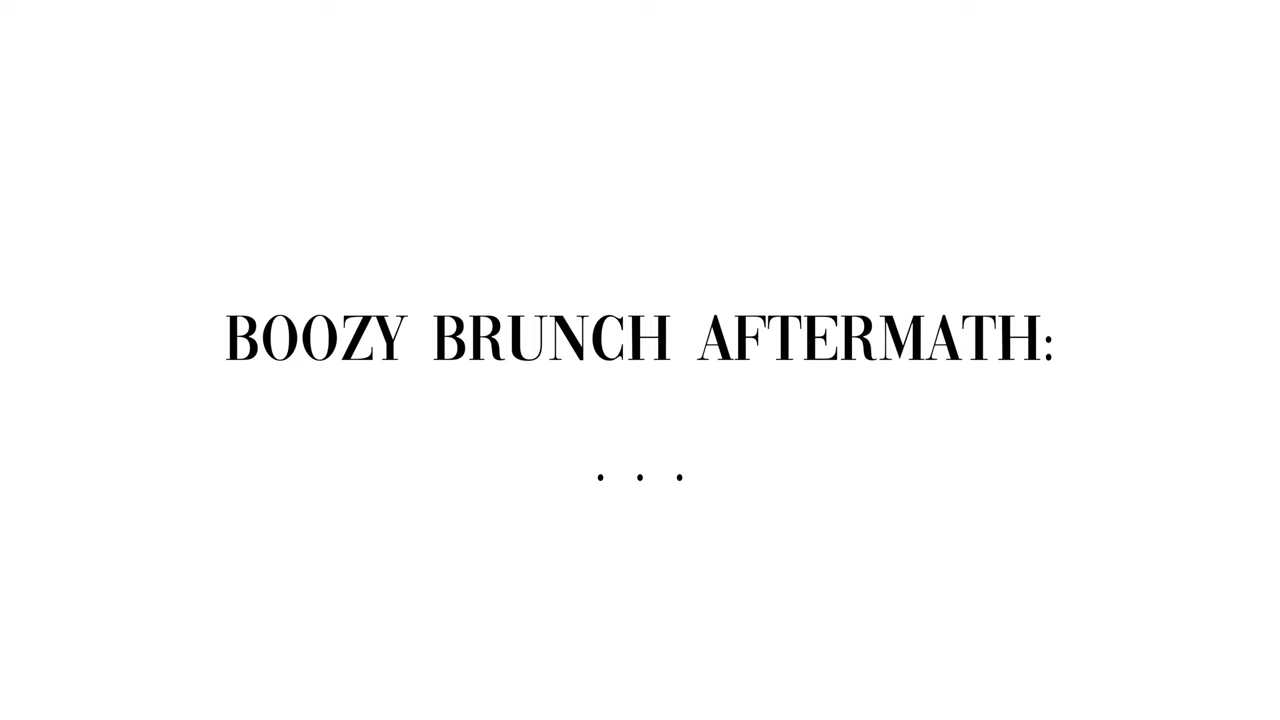 BOOZY BRUNCH AFTERMATH:
. . .